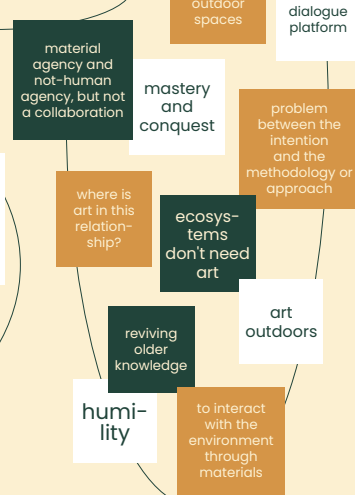 outdoor
spaces
dialogue
platform
material
agency and
not-human
agency, but not
a collaboration
mastery
and
conquest
problem
between the
intention
and the
methodology or
approach
where is
art in this
relation-
ship?
ecosys-
tems
don't need
art
art
outdoors
reviving
older
knowledge
humi-
lity
to interact
with the
environment
through
materials